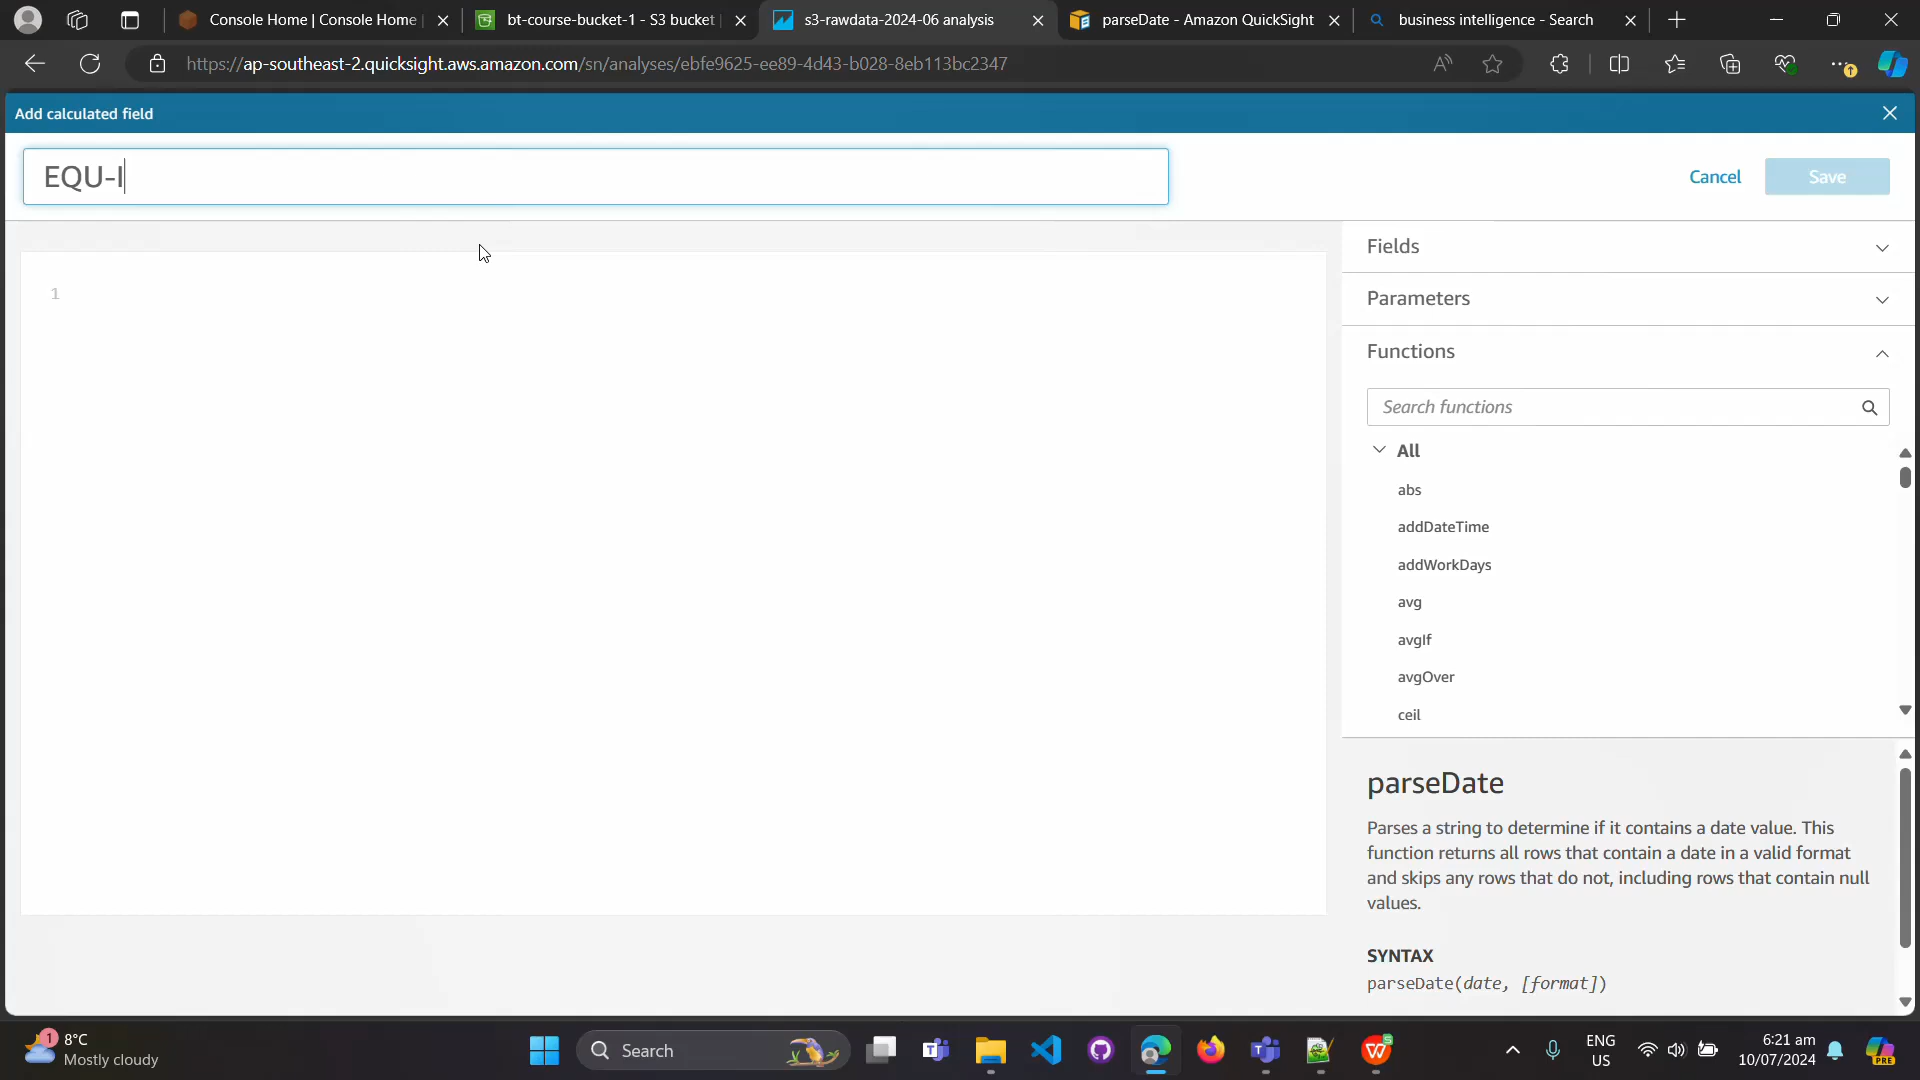 Console Home | Console Home
bt-course-bucket-1 - S3 bucket
s3-rawdata-2024-06 analysis
parseDate - Amazon QuickSight
business intelligence - Search
https://ap-southeast-2.quicksight.aws.amazon.com/sn/analyses/ebfe9625-ee89-4d43-b028-8eb113bc2347
Add calculated field
EQU-I
Cancel
Save
1
Fields
Parameters
Functions
Search functions
All
abs
addDateTime
addWorkDays
avg
avgIf
avgOver
ceil
parseDate
Parses a string to determine if it contains a date value. This
function returns all rows that contain a date in a valid format
and skips any rows that do not, including rows that contain null
values.
SYNTAX
parseDate(date, [format])
1
8°C
Mostly cloudy
Search
ENG
US
6:21 am
10/07/2024
PRE